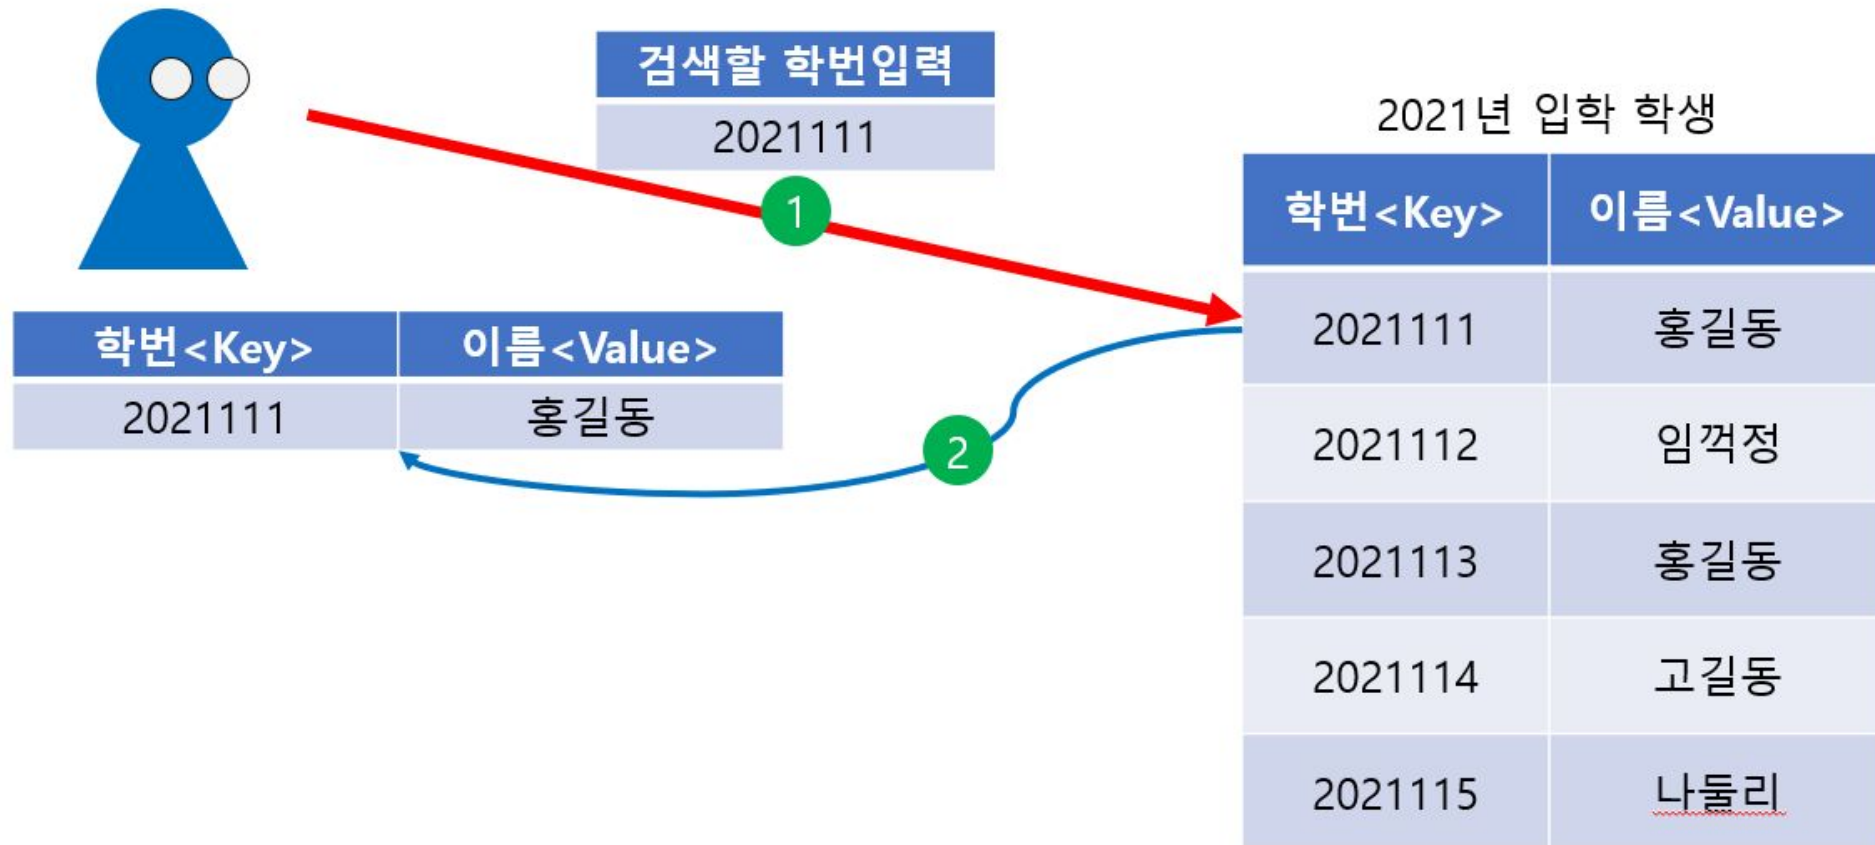 검색할 학번입력
2021111
1
2021년 입학 학생
학번<Key> 이름<Value>
2021111 홍길동
2021112 임꺽정
2021113 홍길동
2021114 고길동
2021115 나둘리
학번<Key> 이름<Value>
2021111 홍길동
2